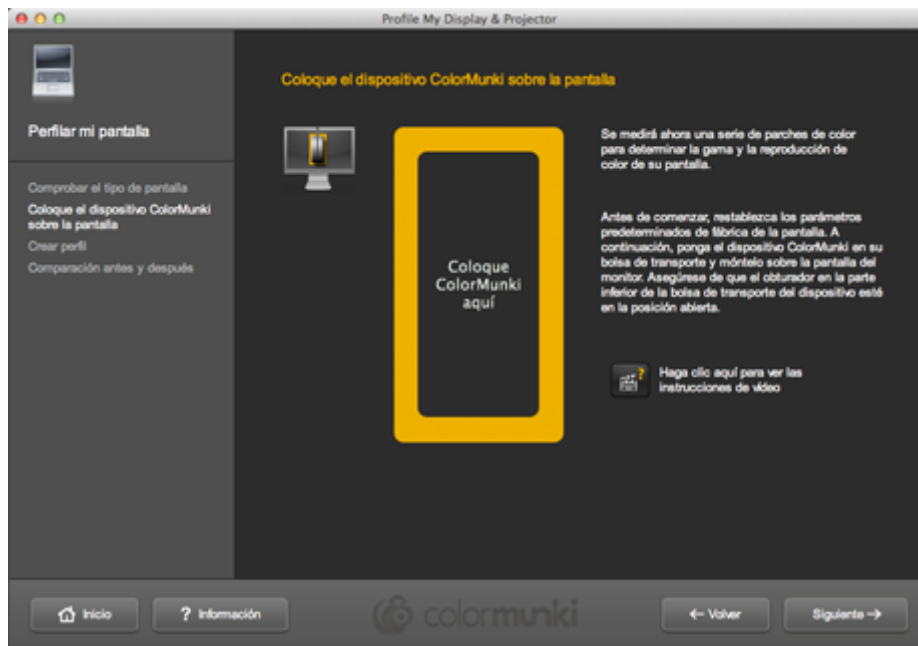 Profile My Display & Projector
Perfilar mi pantalla
Comprobar el tipo de pantalla
Coloque el dispositivo ColorMunki
sobre la pantalla
Crear perfil
Comparación antes y después
Coloque el dispositivo ColorMunki sobre la pantalla
Coloque
ColorMunki
aquí
Se medirá ahora una serie de parches de color
para determinar la gama y la reproducción de
color de su pantalla.
Antes de comenzar, restablezca los parámetros
predeterminados de fábrica de la pantalla. A
continuación, ponga el dispositivo ColorMunki en su
bolsa de transporte y móntelo sobre la pantalla del
monitor. Asegúrese de que el obturador en la parte
inferior de la bolsa de transporte del dispositivo esté
en la posición abierta.
?
Haga clic aquí para ver las
instrucciones de vídeo
Inicio
? Información
colormunki
← Volver
Siguiente →